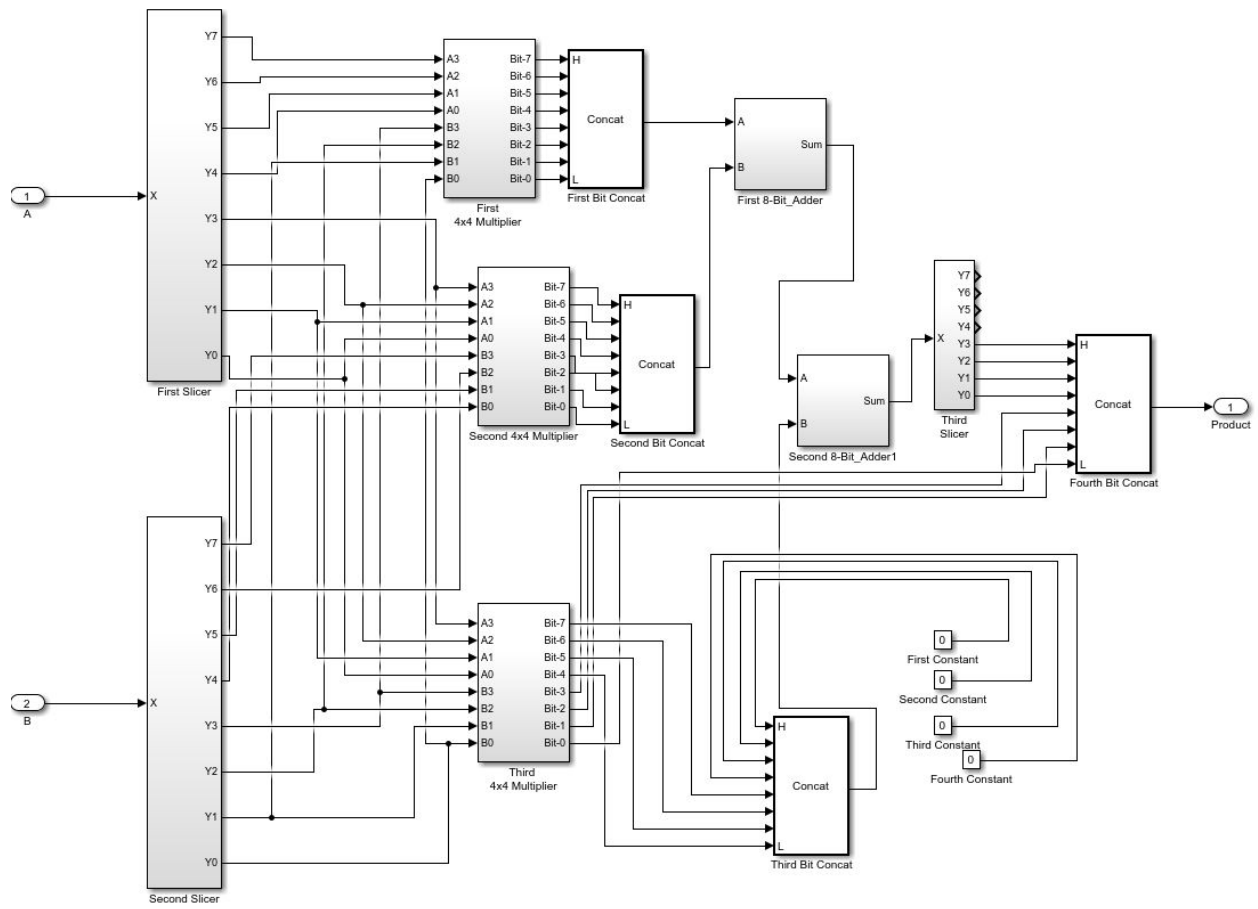 1
A
X
Y7
Y6
Y5
Y4
Y3
Y2
Y1
Y0
First Slicer
2
B
X
Y7
Y6
Y5
Y4
Y3
Y2
Y1
Y0
Second Slicer
A3 Bit-7
A2 Bit-6
A1 Bit-5
A0 Bit-4
B3 Bit-3
B2 Bit-2
B1 Bit-1
B0 Bit-0
First
4x4 Multiplier
H
Concat
L
First Bit Concat
A3 Bit-7
A2 Bit-6
A1 Bit-5
A0 Bit-4
B3 Bit-3
B2 Bit-2
B1 Bit-1
B0 Bit-0
Second 4x4 Multiplier
H
Concat
L
Second Bit Concat
A3 Bit-7
A2 Bit-6
A1 Bit-5
A0 Bit-4
B3 Bit-3
B2 Bit-2
B1 Bit-1
B0 Bit-0
Third
4x4 Multiplier
A
Sum
B
First 8-Bit_Adder
A
Sum
B
Second 8-Bit_Adder1
Y7
Y6
Y5
Y4
X Y3
Y2
Y1
Y0
Third
Slicer
H
Concat
L
Fourth Bit Concat
1
Product
0
First Constant
0
Second Constant
0
Third Constant
0
Fourth Constant
H
Concat
L
Third Bit Concat